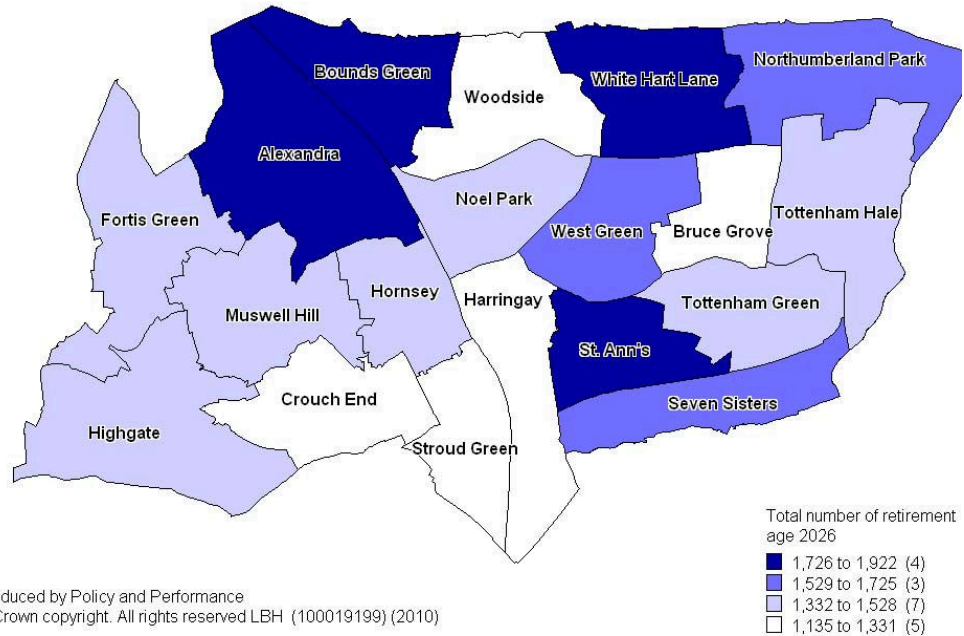 Northumberland Park
Bounds Green
White Hart Lane
Woodside
Alexandra
Noel Park
Fortis Green
Tottenham Hale
West Green
Bruce Grove
Hornsey
Harringay
Tottenham Green
Muswell Hill
St. Ann's
Crouch End
Seven Sisters
Highgate
Stroud Green
Total number of retirement
age 2026
1,726 to 1,922 (4)
1,529 to 1,725 (3)
1,332 to 1,528 (7)
1,135 to 1,331 (5)
duced by Policy and Performance
Crown copyright. All rights reserved LBH (100019199) (2010)